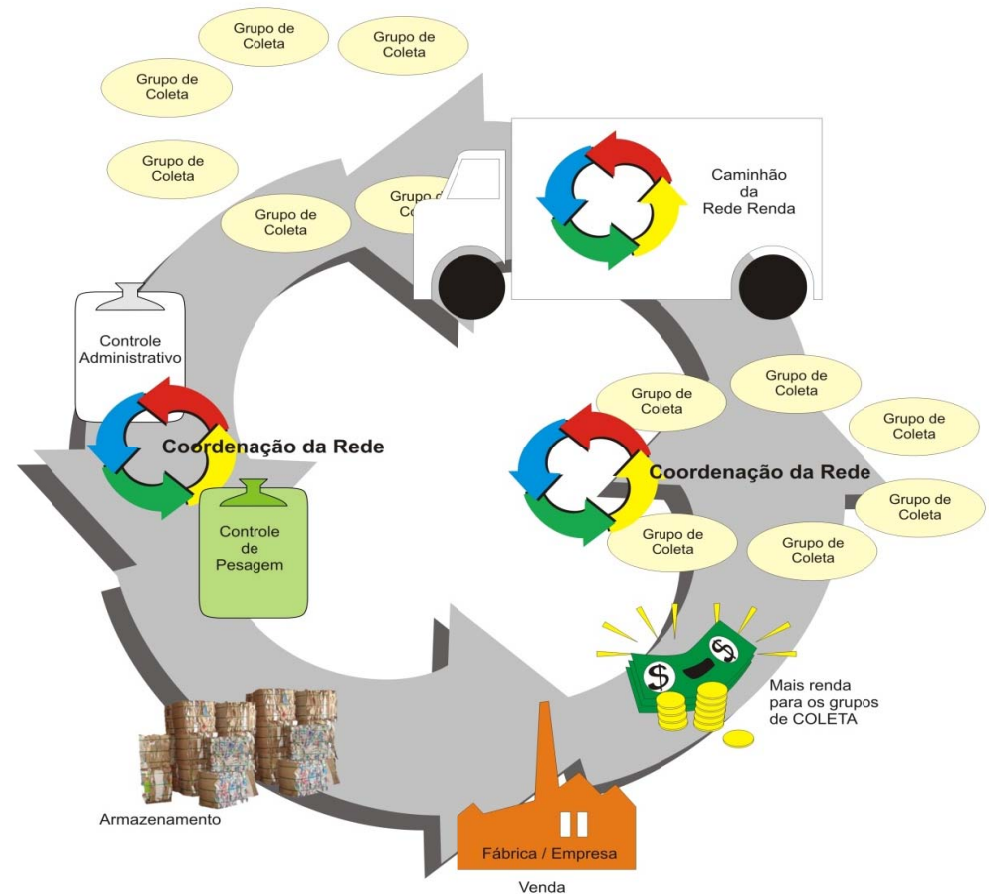 Grupo de
Coleta
Grupo de
Coleta
Grupo de
Coleta
Grupo de
Coleta
Grupo de
Coleta
Grupo d
Co
Caminhão
da
Rede Renda
Controle
Administrativo
Coordenação da Rede
Controle
de
Pesagem
Grupo de
Coleta
Grupo de
Coleta
Grupo de
Coleta
Coordenação da Rede
Grupo de
Coleta
Grupo de
Coleta
Grupo de
Coleta
$ $
Mais renda
para os grupos
de COLETA
Armazenamento
Fábrica / Empresa
Venda